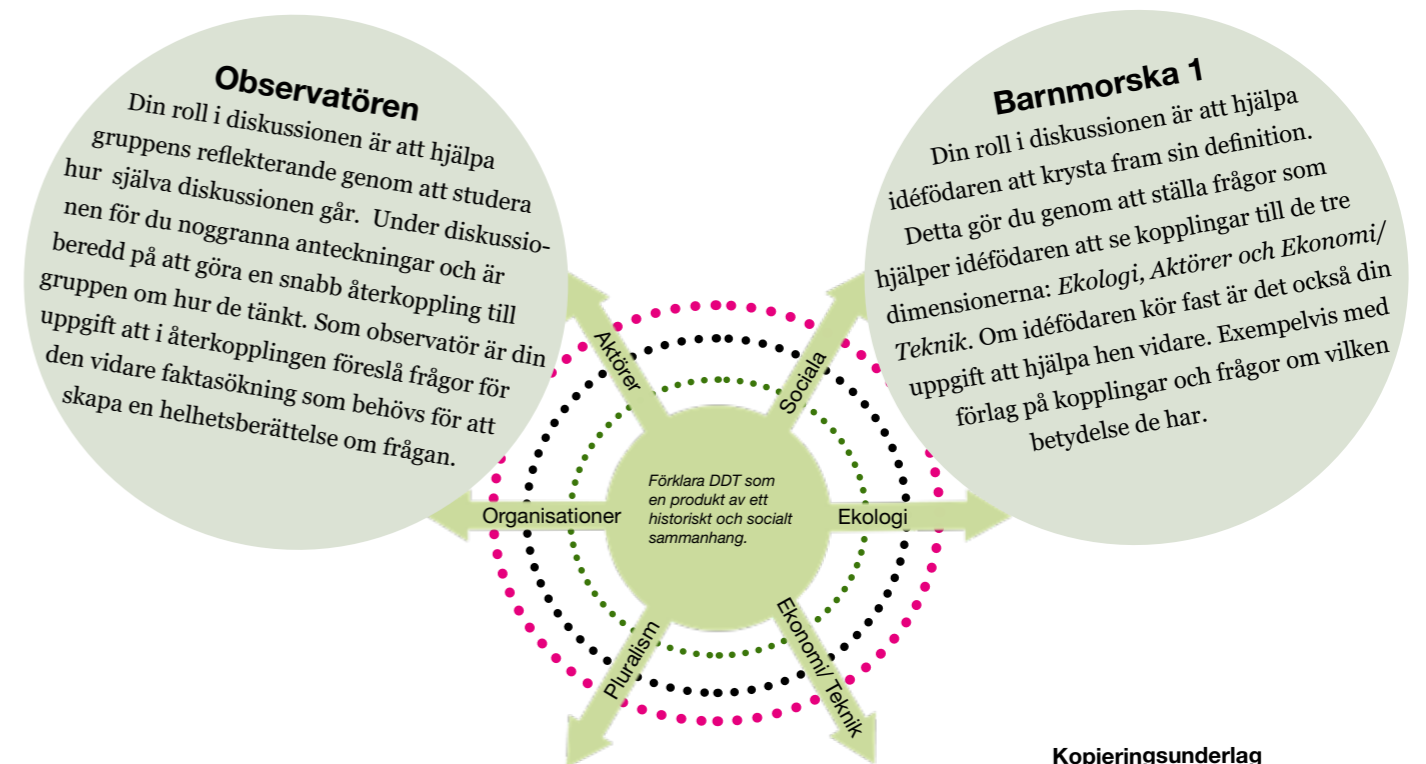 Observatören
Din roll i diskussionen är att hjälpa
gruppens reflekterande genom att studera
hur själva diskussionen går. Under diskussio-
nen för du noggranna anteckningar och är
beredd på att göra en snabb återkoppling till
gruppen om hur de tänkt. Som observatör är din
uppgift att i återkopplingen föreslå frågor för
den vidare faktasökning som behövs för att
skapa en helhetsberättelse om frågan.
Barnmorska 1
Din roll i diskussionen är att hjälpa
idéfödaren att krysta fram sin definition.
Detta gör du genom att ställa frågor som
hjälper idéfödaren att se kopplingar till de tre
dimensionerna: Ekologi, Aktörer och Ekonomi/
Teknik. Om idéfödaren kör fast är det också din
uppgift att hjälpa hen vidare. Exempelvis med
förlag på kopplingar och frågor om vilken
betydelse de har.
Aktörer
Sociala
Förklara DDT som
en produkt av ett
historiskt och socialt
sammanhang.
Organisationer
Ekologi
Pluralism
Ekonomi/ Teknik
Kopieringsunderlag